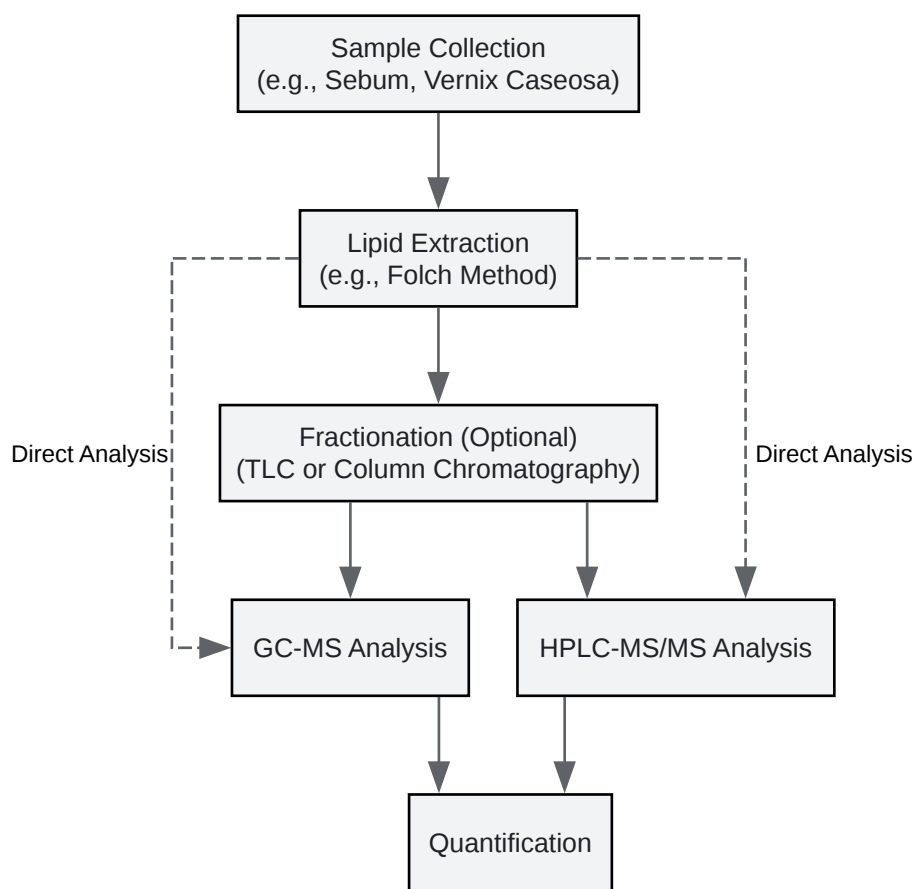 Sample Collection
(e.g., Sebum, Vernix Caseosa)
Lipid Extraction
(e.g., Folch Method)
Fractionation (Optional)
(TLC or Column Chromatography)
Direct Analysis
Direct Analysis
GC-MS Analysis
HPLC-MS/MS Analysis
Quantification